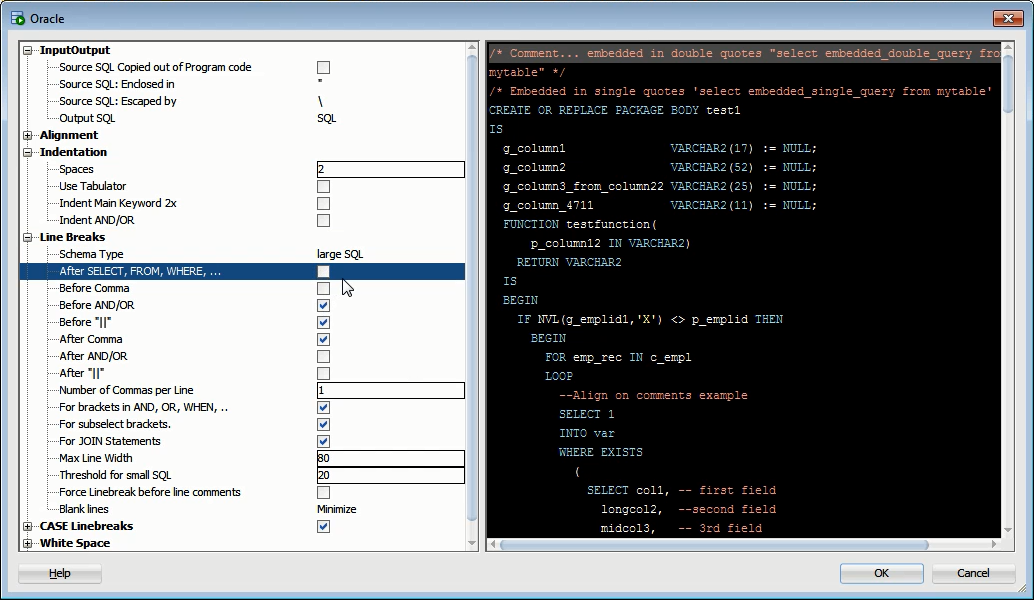 Oracle
InputOutput
Source SQL Copied out of Program code
Source SQL: Enclosed in "
Source SQL: Escaped by \
Output SQL SQL
Alignment
Indentation
Spaces 2
Use Tabulator
Indent Main Keyword 2x
Indent AND/OR
Line Breaks
Schema Type large SQL
After SELECT, FROM, WHERE, ...
Before Comma
Before AND/OR
Before "||"
After Comma
After AND/OR
After "||"
Number of Commas per Line 1
For brackets in AND, OR, WHEN, ..
For subselect brackets.
For JOIN Statements
Max Line Width 80
Threshold for small SQL 20
Force Linebreak before line comments
Blank lines Minimize
CASE Linebreaks
White Space
/* Comment... embedded in double quotes "select embedded_double_query fro
mytable" */
/* Embedded in single quotes 'select embedded_single_query from mytable'
CREATE OR REPLACE PACKAGE BODY test1
IS
g_column1 VARCHAR2(17) := NULL;
g_column2 VARCHAR2(52) := NULL;
g_column3_from_column22 VARCHAR2(25) := NULL;
g_column_4711 VARCHAR2(11) := NULL;
FUNCTION testfunction(
p_column12 IN VARCHAR2)
RETURN VARCHAR2
IS
BEGIN
IF NVL(g_emplid1,'X') <> p_emplid THEN
BEGIN
FOR emp_rec IN c_empl
LOOP
--Align on comments example
SELECT 1
INTO var
WHERE EXISTS
(
SELECT col1, -- first field
longcol2, --second field
midcol3, -- 3rd field
Help
OK
Cancel